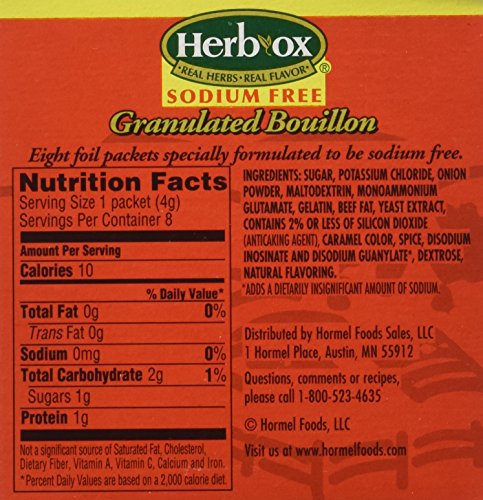 Herb ox
• REAL HERBS • REAL FLAVOR •
®
SODIUM FREE
Granulated Bouillon
Eight foil packets specially formulated to be sodium free.
Nutrition Facts
Serving Size 1 packet (4g)
Servings Per Container 8
Amount Per Serving
Calories 10
% Daily Value*
Total Fat 0g 0%
Trans Fat 0g
Sodium 0mg 0%
Total Carbohydrate 2g 1%
Sugars 1g
Protein 1g
Not a significant source of Saturated Fat, Cholesterol,
Dietary Fiber, Vitamin A, Vitamin C, Calcium and Iron.
*Percent Daily Values are based on a 2,000 calorie diet.
INGREDIENTS: SUGAR, POTASSIUM CHLORIDE, ONION
POWDER, MALTODEXTRIN, MONOAMMONIUM
GLUTAMATE, GELATIN, BEEF FAT, YEAST EXTRACT,
CONTAINS 2% OR LESS OF SILICON DIOXIDE
(ANTICAKING AGENT), CARAMEL COLOR, SPICE, DISODIUM
INOSINATE AND DISODIUM GUANYLATE*, DEXTROSE,
NATURAL FLAVORING.
*ADDS A DIETARILY INSIGNIFICANT AMOUNT OF SODIUM.
Distributed by Hormel Foods Sales, LLC
1 Hormel Place, Austin, MN 55912
Questions, comments or recipes,
please call 1-800-523-4635
© Hormel Foods, LLC
Visit us at www.hormelfoods.com